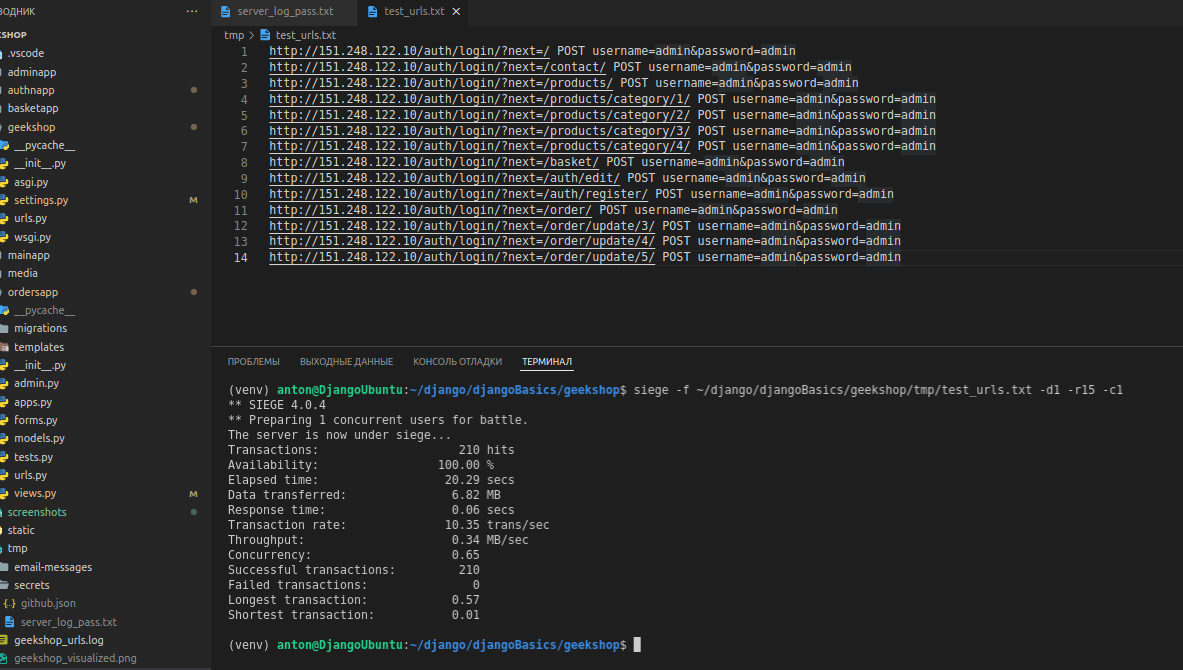 ВОДНИК ···
KSHOP
.vscode
adminapp
authnapp
basketapp
geekshop
__pycache__
__init__.py
asgi.py
settings.py M
urls.py
wsgi.py
mainapp
media
ordersapp
__pycache__
migrations
templates
__init__.py
admin.py
apps.py
forms.py
models.py
tests.py
urls.py
views.py M
screenshots
static
tmp
email-messages
secrets
{..} github.json
server_log_pass.txt
geekshop_urls.log
geekshop_visualized.png
server_log_pass.txt test_urls.txt
tmp > test_urls.txt
1 http://151.248.122.10/auth/login/?next=/ POST username=admin&password=admin
2 http://151.248.122.10/auth/login/?next=/contact/ POST username=admin&password=admin
3 http://151.248.122.10/auth/login/?next=/products/ POST username=admin&password=admin
4 http://151.248.122.10/auth/login/?next=/products/category/1/ POST username=admin&password=admin
5 http://151.248.122.10/auth/login/?next=/products/category/2/ POST username=admin&password=admin
6 http://151.248.122.10/auth/login/?next=/products/category/3/ POST username=admin&password=admin
7 http://151.248.122.10/auth/login/?next=/products/category/4/ POST username=admin&password=admin
8 http://151.248.122.10/auth/login/?next=/basket/ POST username=admin&password=admin
9 http://151.248.122.10/auth/login/?next=/auth/edit/ POST username=admin&password=admin
10 http://151.248.122.10/auth/login/?next=/auth/register/ POST username=admin&password=admin
11 http://151.248.122.10/auth/login/?next=/order/ POST username=admin&password=admin
12 http://151.248.122.10/auth/login/?next=/order/update/3/ POST username=admin&password=admin
13 http://151.248.122.10/auth/login/?next=/order/update/4/ POST username=admin&password=admin
14 http://151.248.122.10/auth/login/?next=/order/update/5/ POST username=admin&password=admin
ПРОБЛЕМЫ ВЫХОДНЫЕ ДАННЫЕ КОНСОЛЬ ОТЛАДКИ ТЕРМИНАЛ
(venv) anton@DjangoUbuntu:~/django/djangoBasics/geekshop$ siege -f ~/django/djangoBasics/geekshop/tmp/test_urls.txt -d1 -r15 -c1
** SIEGE 4.0.4
** Preparing 1 concurrent users for battle.
The server is now under siege...
Transactions: 210 hits
Availability: 100.00 %
Elapsed time: 20.29 secs
Data transferred: 6.82 MB
Response time: 0.06 secs
Transaction rate: 10.35 trans/sec
Throughput: 0.34 MB/sec
Concurrency: 0.65
Successful transactions: 210
Failed transactions: 0
Longest transaction: 0.57
Shortest transaction: 0.01
(venv) anton@DjangoUbuntu:~/django/djangoBasics/geekshop$